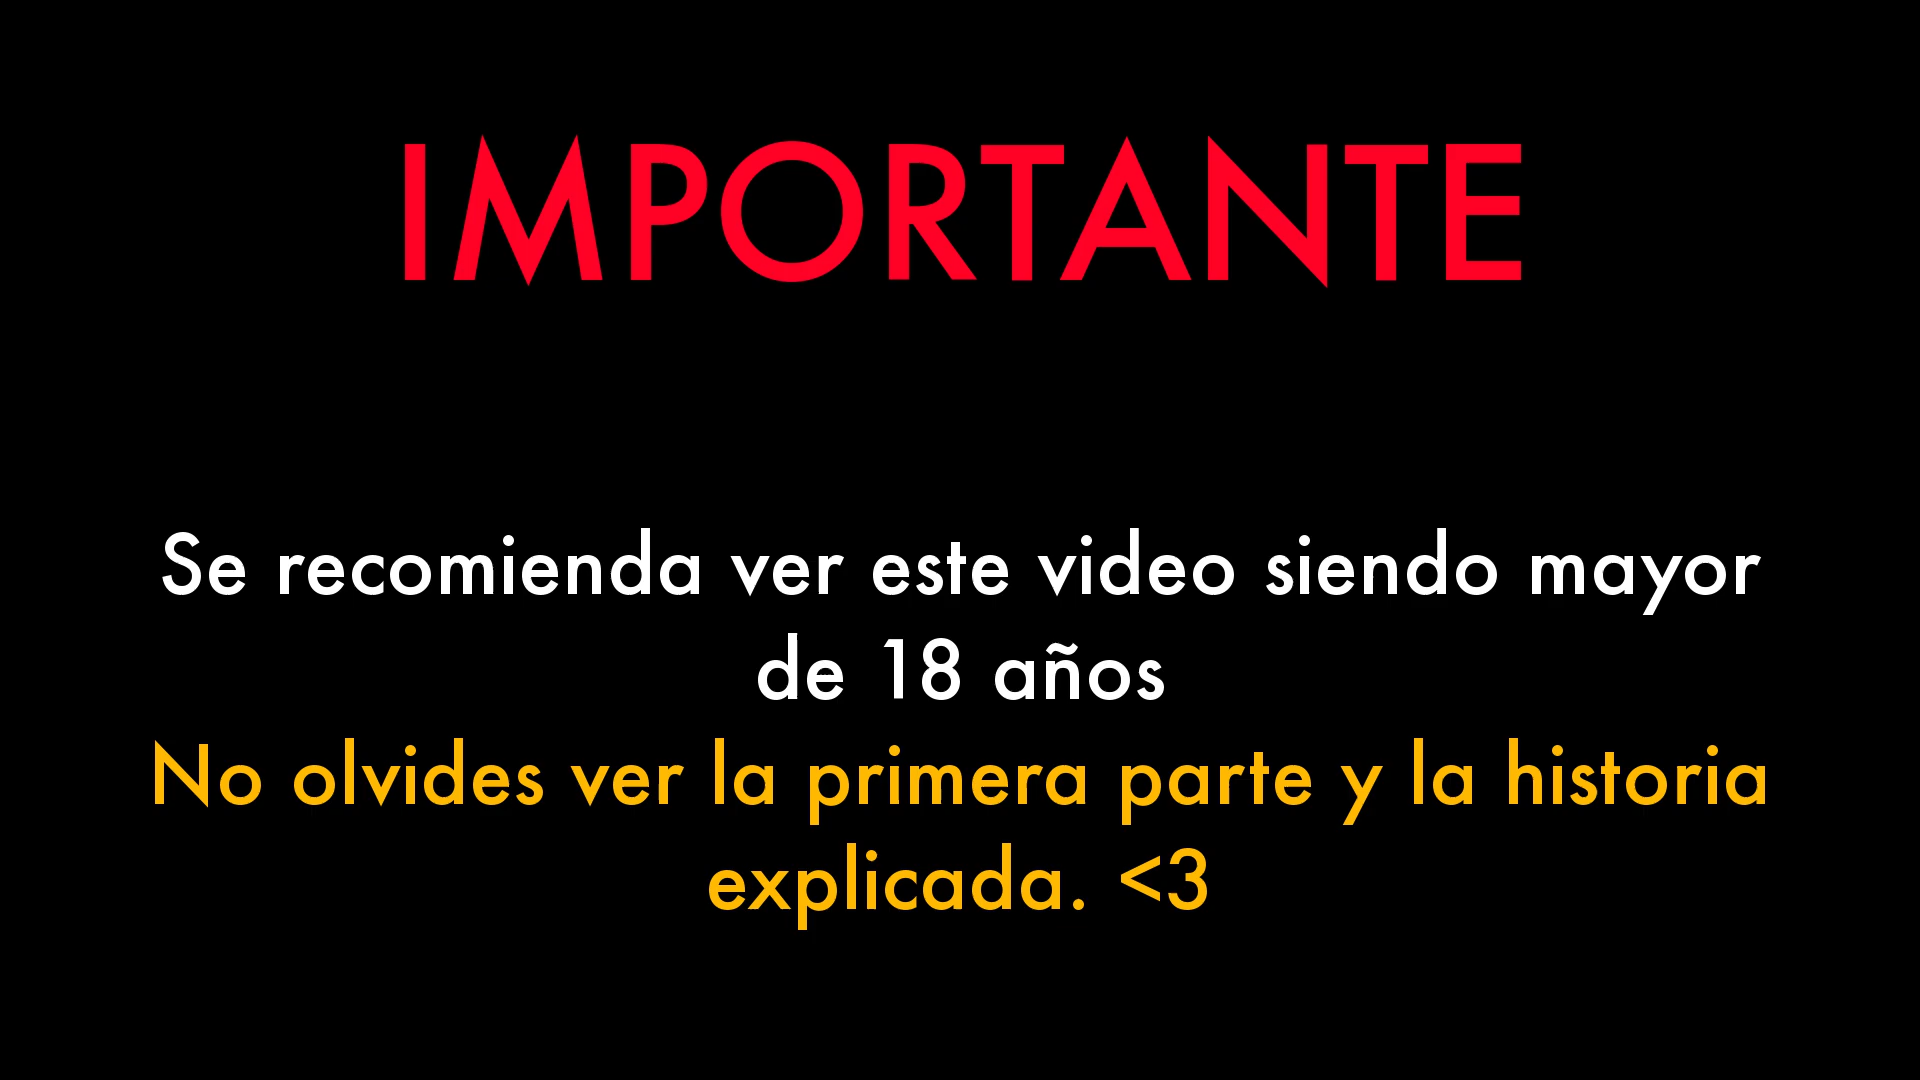 IMPORTANTE
Se recomienda ver este video siendo mayor
de 18 años
No olvides ver la primera parte y la historia
explicada. <3